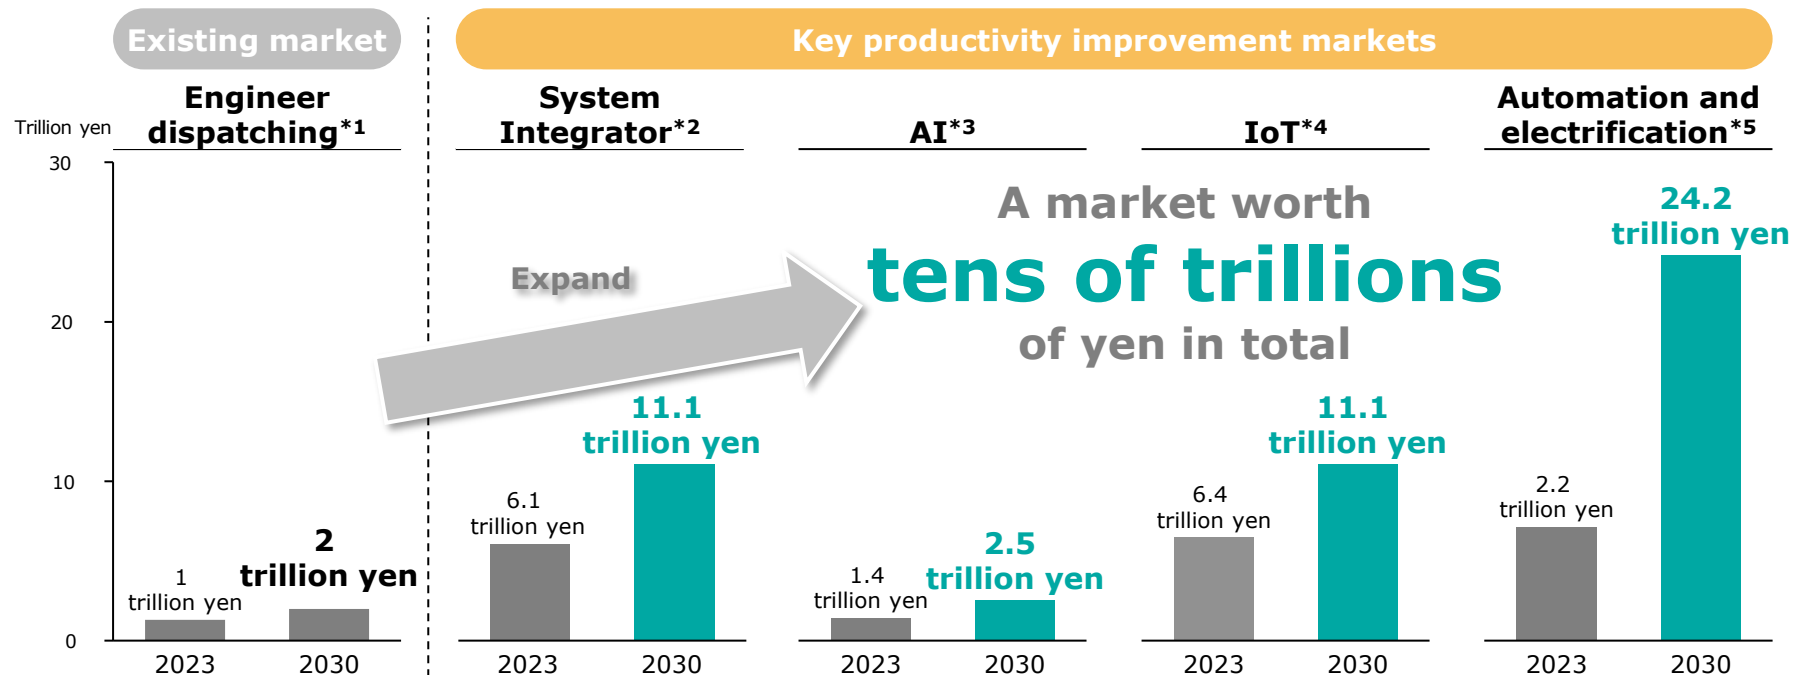 Existing market
Key productivity improvement markets
Engineer
dispatching*1
System
Integrator*2
AI*3
IoT*4
Automation and
electrification*5
Trillion yen
30
20
10
0
Expand
A market worth
tens of trillions
of yen in total
1
trillion yen
2
trillion yen
6.1
trillion yen
11.1
trillion yen
1.4
trillion yen
2.5
trillion yen
6.4
trillion yen
11.1
trillion yen
2.2
trillion yen
24.2
trillion yen
2023
2030
2023
2030
2023
2030
2023
2030
2023
2030